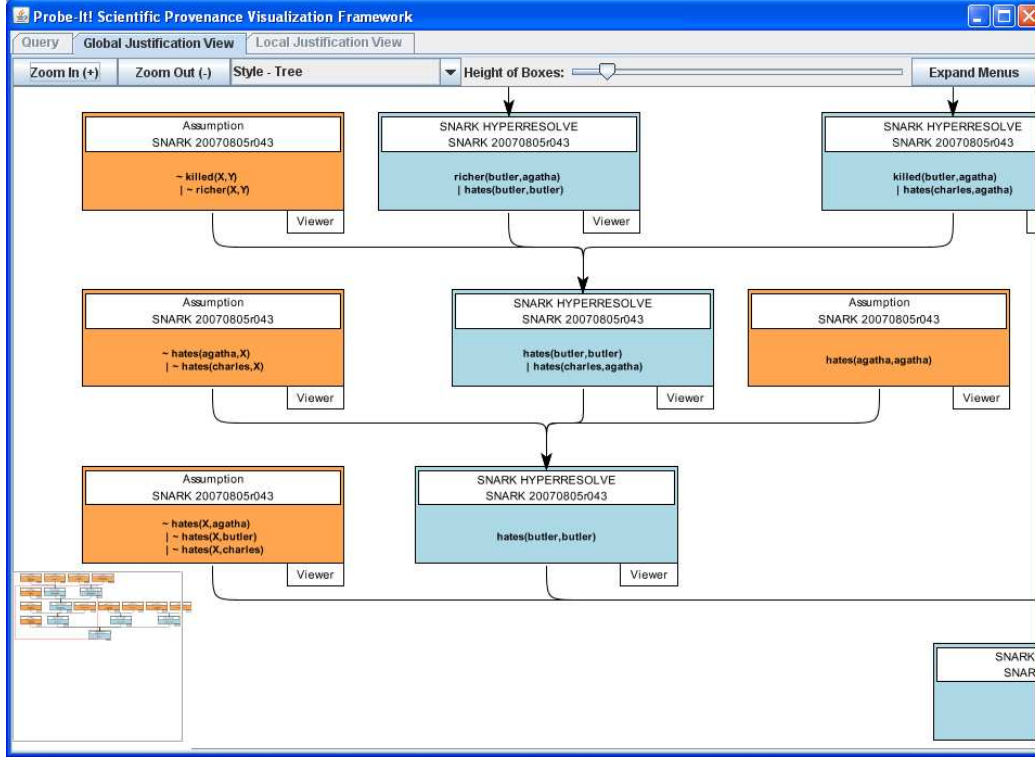 Probe-It! Scientific Provenance Visualization Framework
Query Global Justification View Local Justification View
Zoom In (+) Zoom Out (-) Style - Tree Height of Boxes: Expand Menus
Assumption
SNARK 20070805r043
~ killed(X,Y)
| ~ richer(X,Y)
Viewer
SNARK HYPERRESOLVE
SNARK 20070805r043
richer(butler,agatha)
| hates(butler,butler)
Viewer
SNARK HYPERRESOLVE
SNARK 20070805r043
killed(butler,agatha)
| hates(charles,agatha)
Assumption
SNARK 20070805r043
~ hates(agatha,X)
| ~ hates(charles,X)
Viewer
SNARK HYPERRESOLVE
SNARK 20070805r043
hates(butler,butler)
| hates(charles,agatha)
Viewer
Assumption
SNARK 20070805r043
hates(agatha,agatha)
Viewer
Assumption
SNARK 20070805r043
~ hates(X,agatha)
| ~ hates(X,butler)
| ~ hates(X,charles)
Viewer
SNARK HYPERRESOLVE
SNARK 20070805r043
hates(butler,butler)
Viewer
SNARK
SNAR